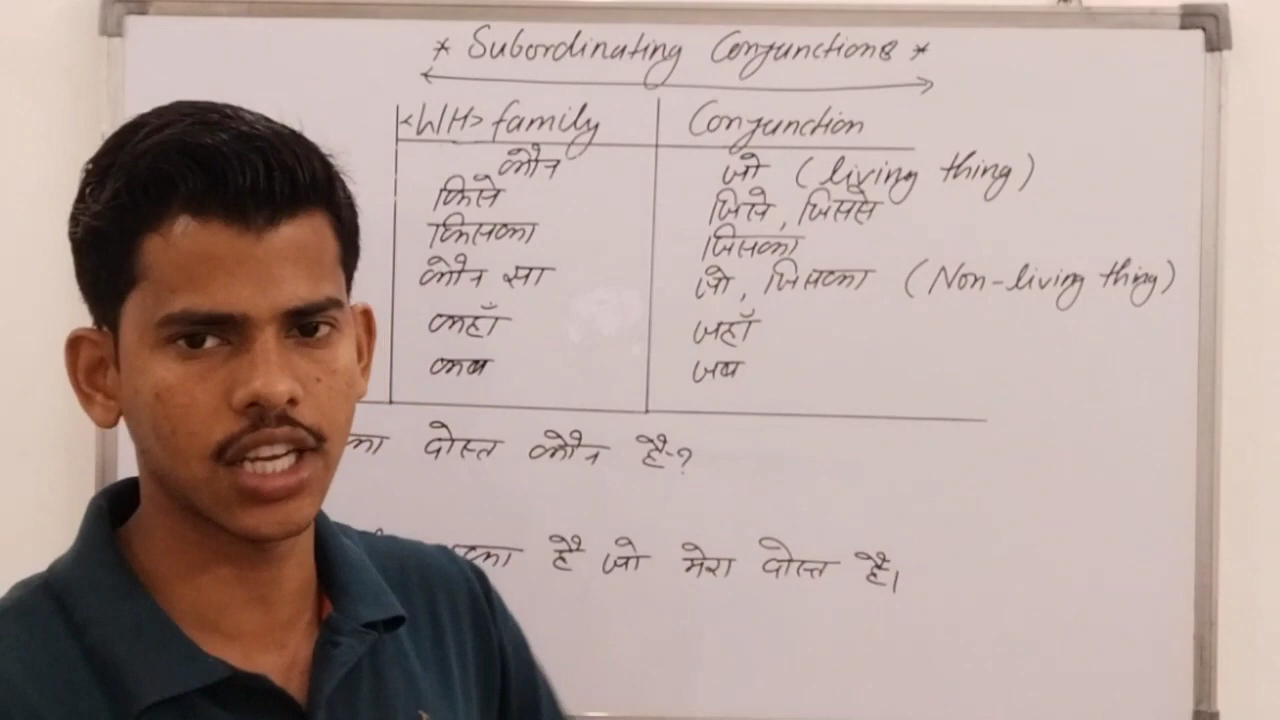 * Subordinating Conjunctions *
<WH> family Conjunction
कौन जो (living thing)
किसे जिसे, जिससे
किसका जिसका
कौन सा जो, जिसका (Non-living thing)
कहाँ जहाँ
कब जब
का दोस्त कौन है-?
है जो मेरा दोस्त है।